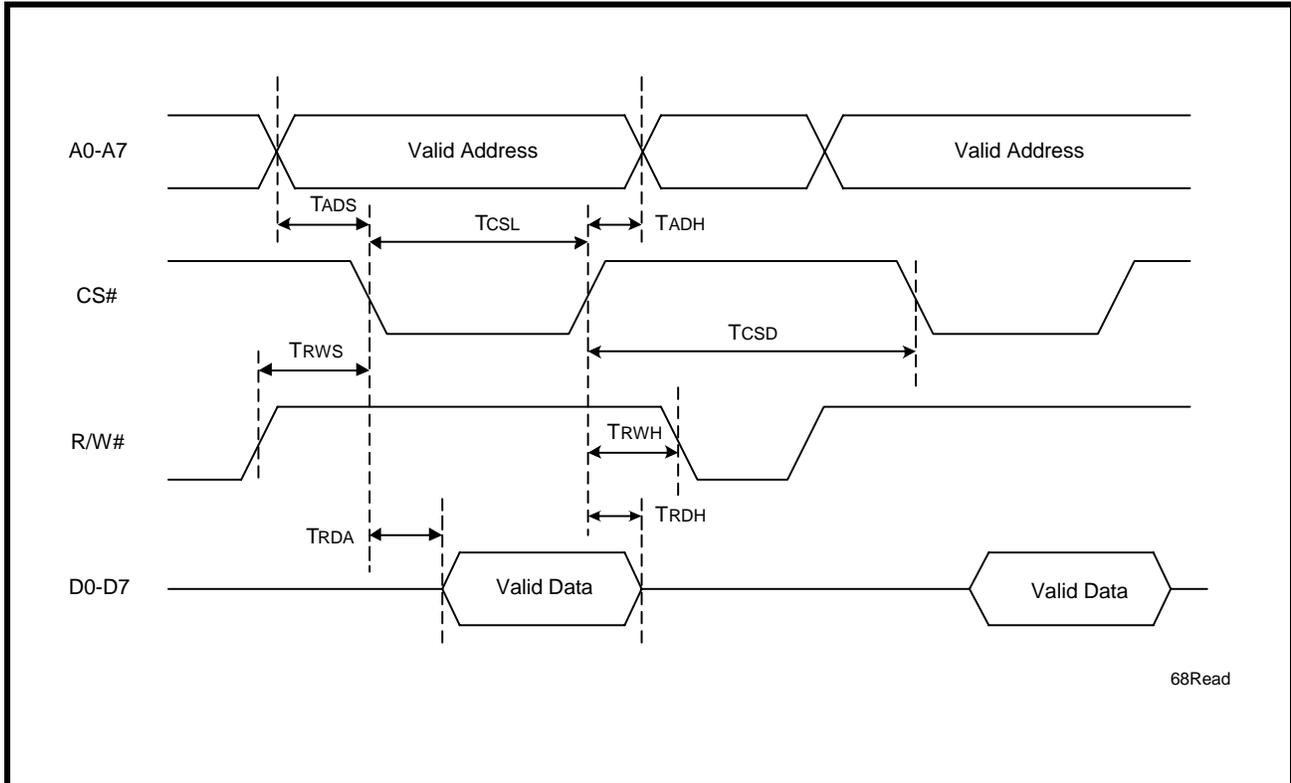 A0-A7
Valid Address
Valid Address
TADS
TCSL
TADH
CS#
TCSD
TRWS
R/W#
TRWH
TRDH
TRDA
D0-D7
Valid Data
Valid Data
68Read